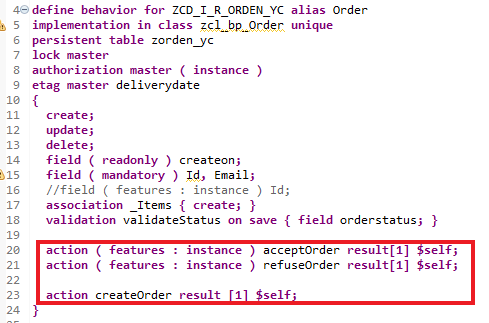 4 define behavior for ZCD_I_R_ORDEN_YC alias Order
5 implementation in class zcl_bp_Order unique
6 persistent table zorden_yc
7 lock master
8 authorization master ( instance )
9 etag master deliverydate
10 {
11 create;
12 update;
13 delete;
14 field ( readonly ) createon;
15 field ( mandatory ) Id, Email;
16 //field ( features : instance ) Id;
17 association _Items { create; }
18 validation validateStatus on save { field orderstatus; }
19
20 action ( features : instance ) acceptOrder result[1] $self;
21 action ( features : instance ) refuseOrder result[1] $self;
22
23 action createOrder result [1] $self;
24 }